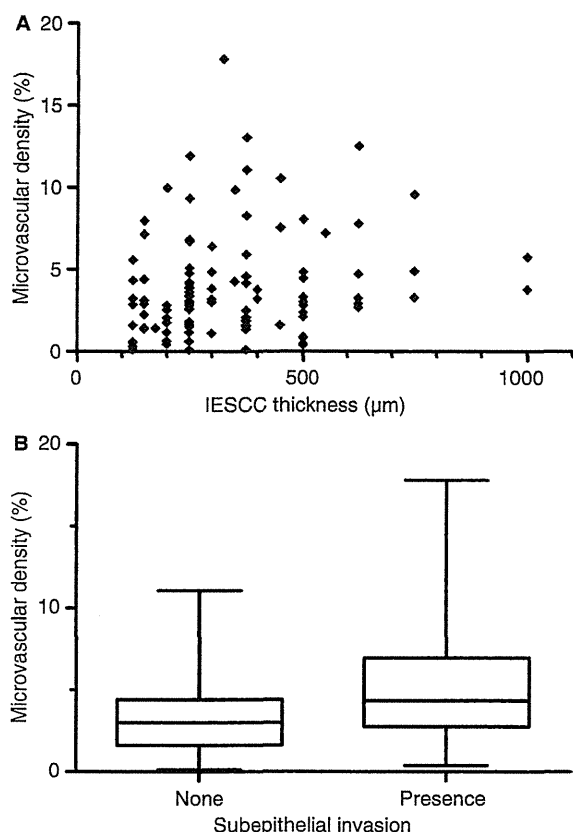 A
20
15
10
5
0
Microvascular density (%)
0 500 1000
IESCC thickness (µm)
B
20
10
0
Microvascular density (%)
None Presence
Subepithelial invasion